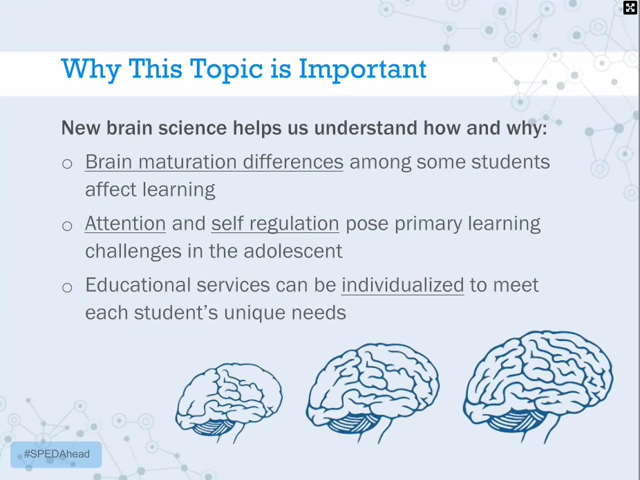 Why This Topic is Important
New brain science helps us understand how and why:
o Brain maturation differences among some students
affect learning
o Attention and self regulation pose primary learning
challenges in the adolescent
o Educational services can be individualized to meet
each student’s unique needs
#SPEDAhead